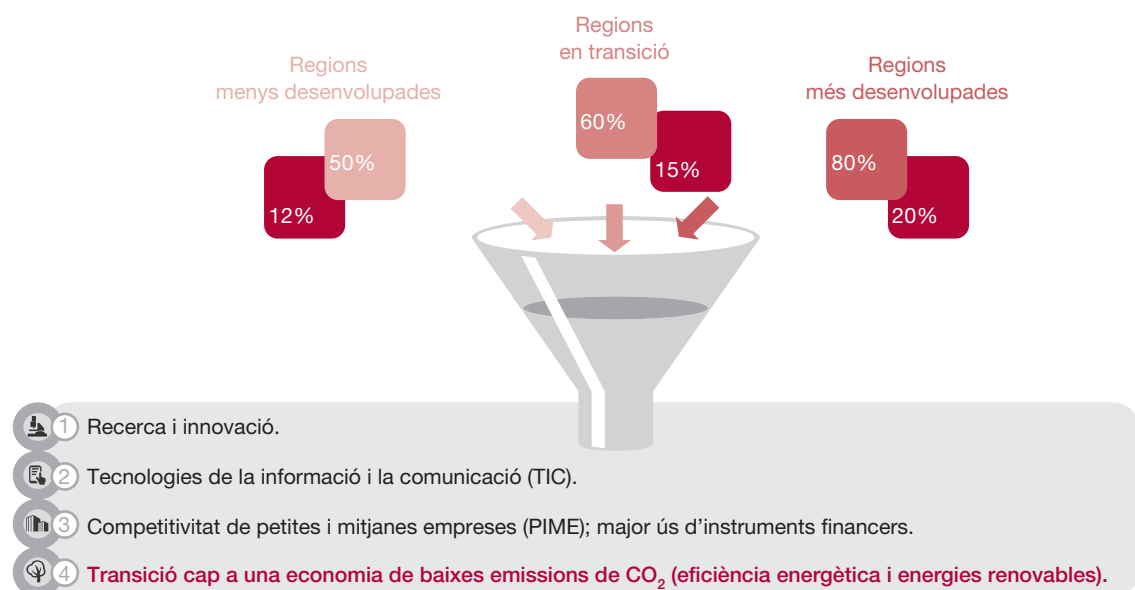 Regions
menys desenvolupades
50%
12%
Regions
en transició
60%
15%
Regions
més desenvolupades
80%
20%
1 Recerca i innovació.
2 Tecnologies de la informació i la comunicació (TIC).
3 Competitivitat de petites i mitjanes empreses (PIME); major ús d’instruments financers.
4 Transició cap a una economia de baixes emissions de CO₂ (eficiència energètica i energies renovables).